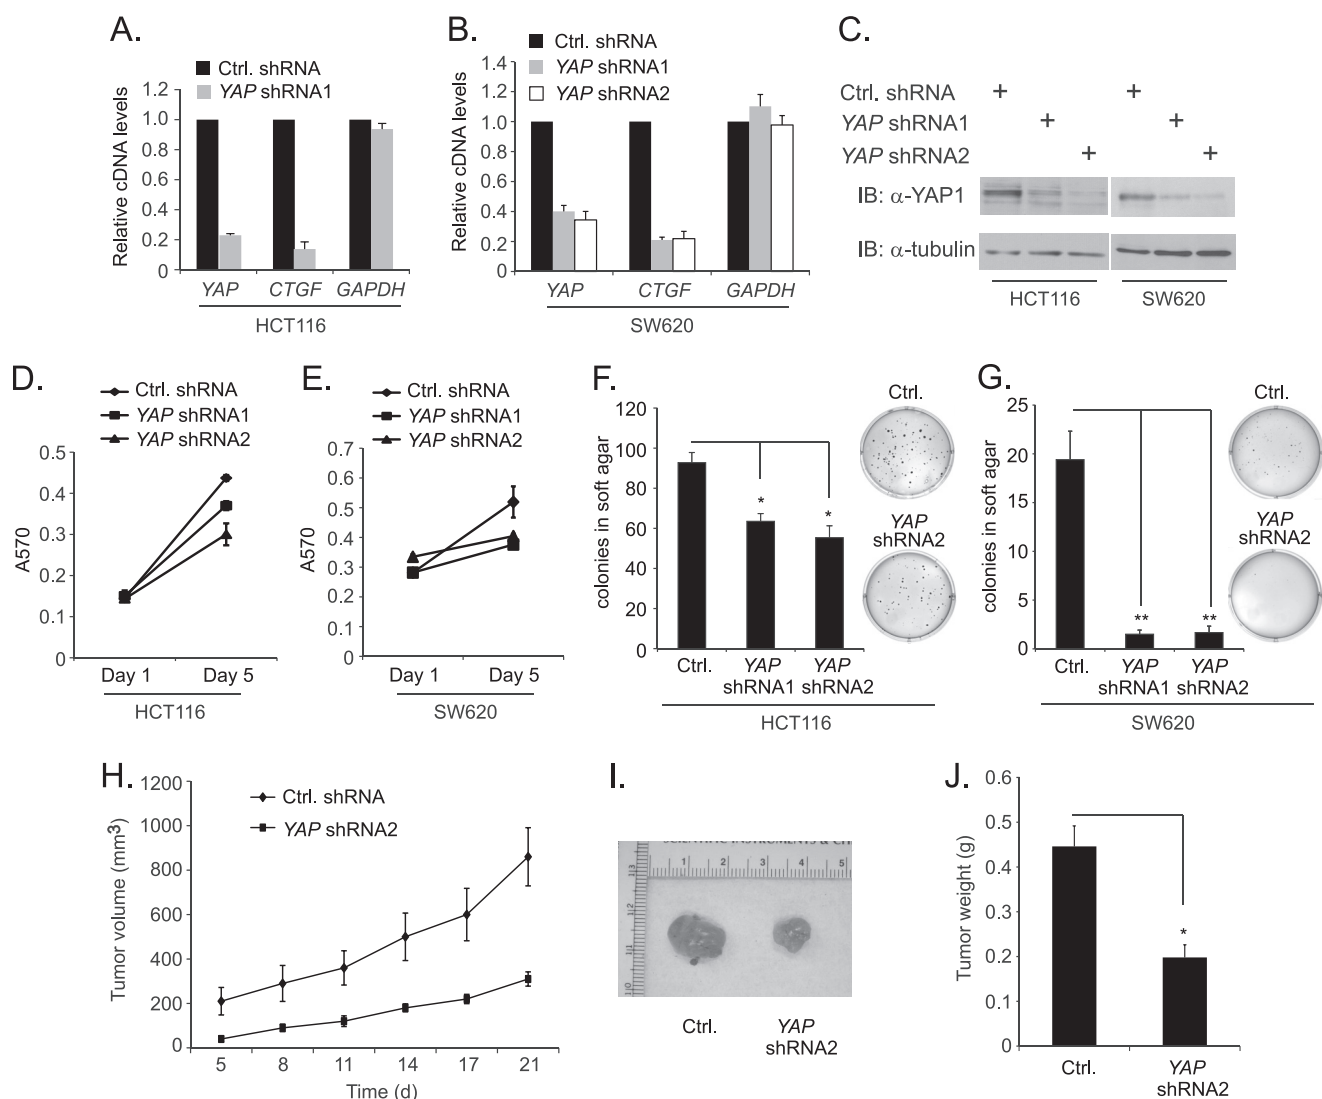 A.
Ctrl. shRNA
YAP shRNA1
Relative cDNA levels
1.2
1.0
0.8
0.6
0.4
0.2
0
YAP CTGF GAPDH
HCT116
B.
Ctrl. shRNA
YAP shRNA1
YAP shRNA2
Relative cDNA levels
1.4
1.2
1.0
0.8
0.6
0.4
0.2
0
YAP CTGF GAPDH
SW620
C.
Ctrl. shRNA + +
YAP shRNA1 + +
YAP shRNA2 + +
IB: α-YAP1
IB: α-tubulin
HCT116 SW620
D.
Ctrl. shRNA
YAP shRNA1
YAP shRNA2
A570
0.5
0.4
0.3
0.2
0.1
0
Day 1 Day 5
HCT116
E.
Ctrl. shRNA
YAP shRNA1
YAP shRNA2
A570
0.7
0.6
0.5
0.4
0.3
0.2
0.1
0
Day 1 Day 5
SW620
F.
colonies in soft agar
120
100
80
60
40
20
0
* *
Ctrl. YAP YAP
shRNA1 shRNA2
HCT116
Ctrl.
YAP
shRNA2
G.
colonies in soft agar
25
20
15
10
5
0
** **
Ctrl. YAP YAP
shRNA1 shRNA2
SW620
Ctrl.
YAP
shRNA2
H.
Ctrl. shRNA
YAP shRNA2
Tumor volume (mm³)
1200
1000
800
600
400
200
0
5 8 11 14 17 21
Time (d)
I.
1 2 3 4 5
Ctrl. YAP
shRNA2
J.
Tumor weight (g)
0.6
0.5
0.4
0.3
0.2
0.1
0
*
Ctrl. YAP
shRNA2